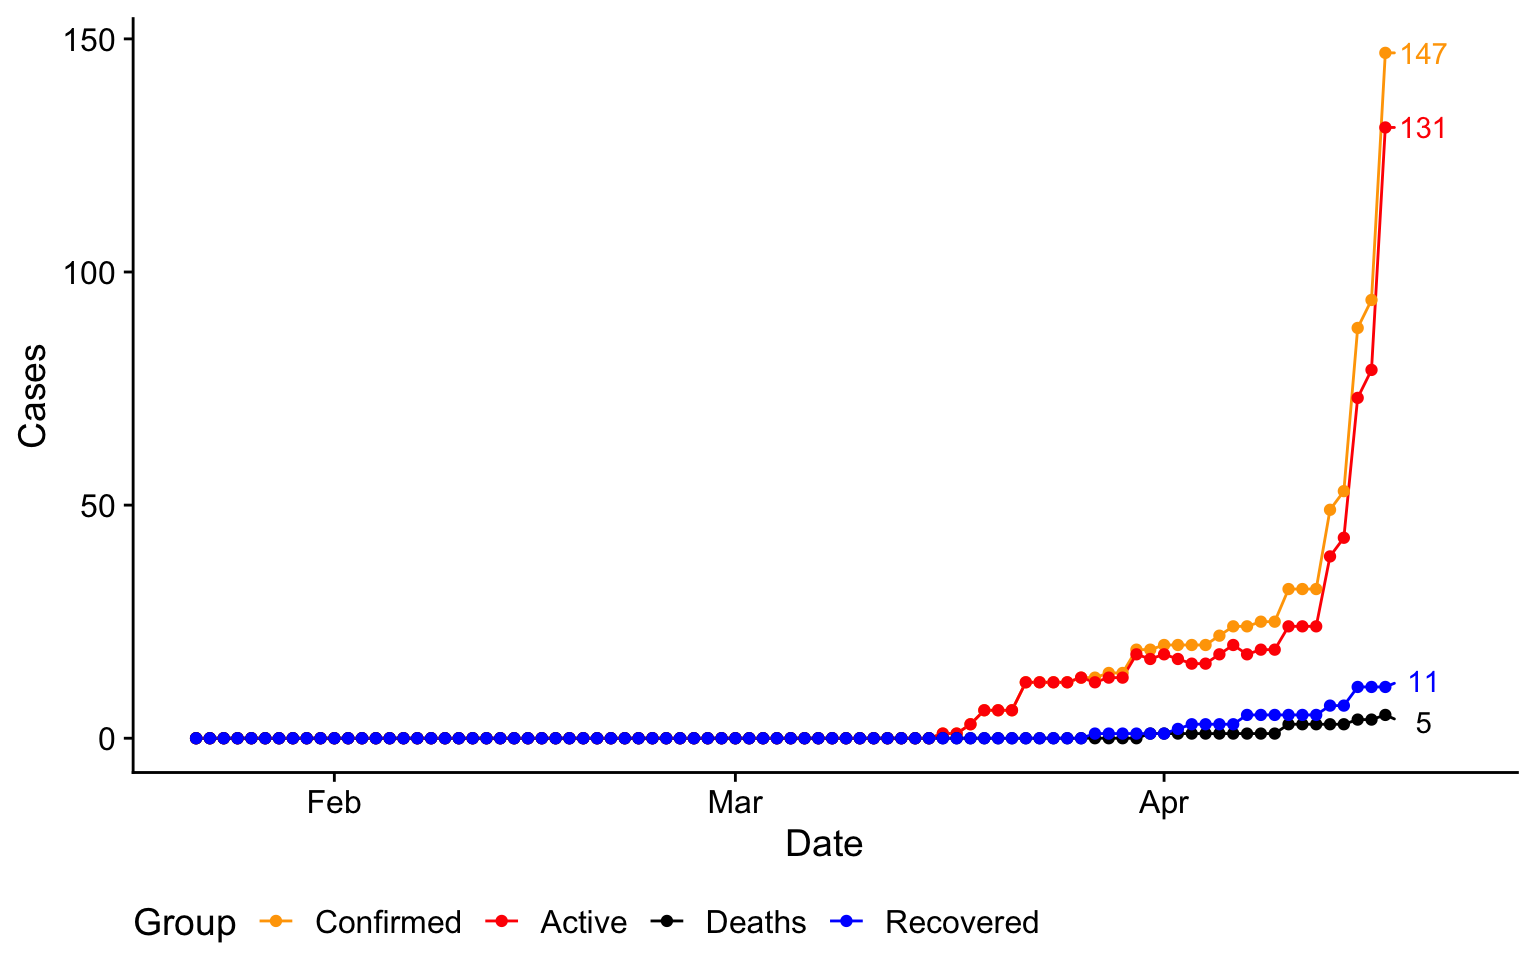 150
147
131
100
Cases
50
11
5
0
Feb Mar Apr
Date
Group Confirmed Active Deaths Recovered